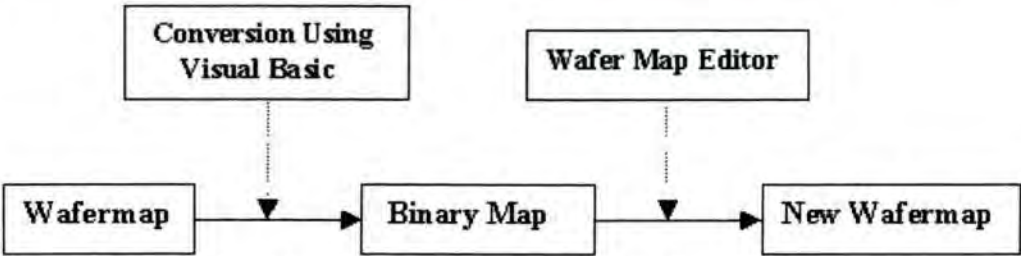 Conversion Using
Visual Basic
Wafer Map Editor
Wafermap
Binary Map
New Wafermap